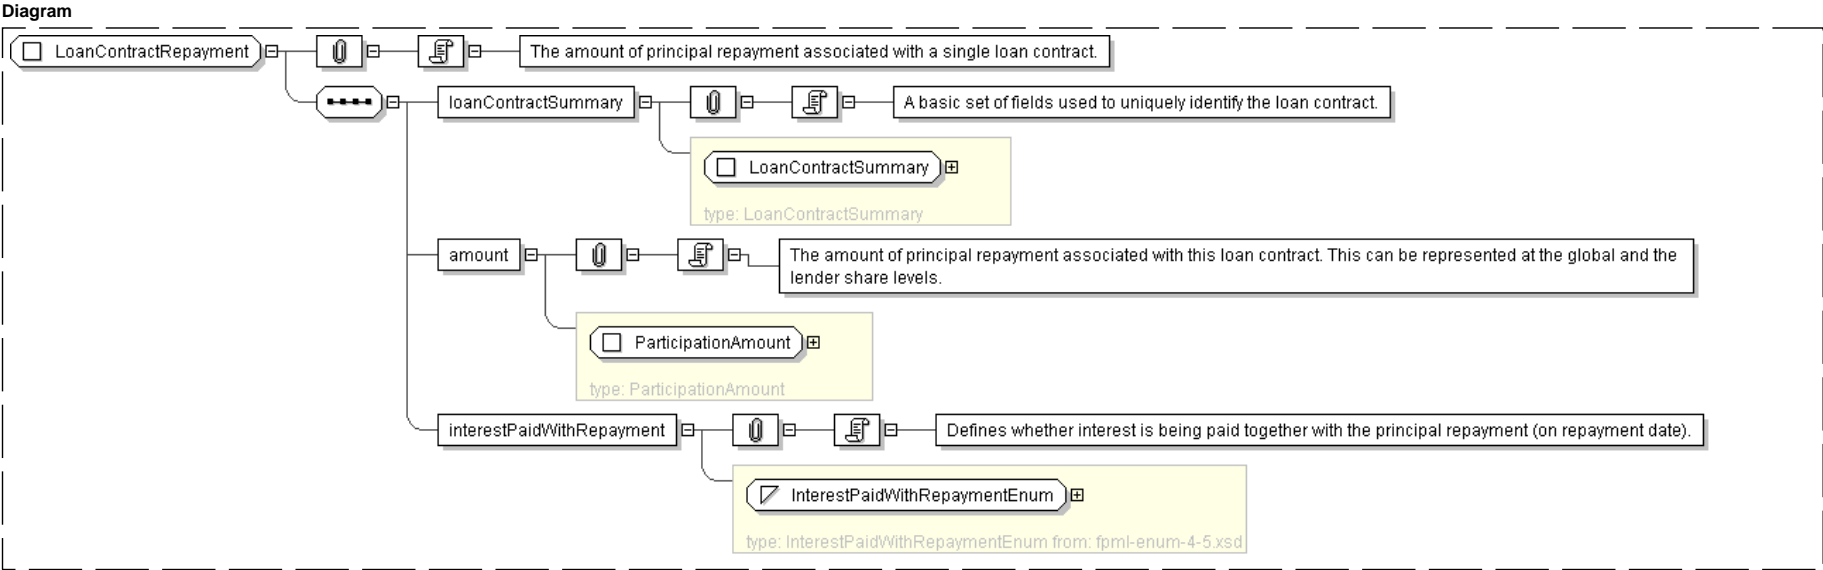 Diagram
LoanContractRepayment
The amount of principal repayment associated with a single loan contract.
loanContractSummary
A basic set of fields used to uniquely identify the loan contract.
LoanContractSummary
type: LoanContractSummary
amount
The amount of principal repayment associated with this loan contract. This can be represented at the global and the
lender share levels.
ParticipationAmount
type: ParticipationAmount
interestPaidWithRepayment
Defines whether interest is being paid together with the principal repayment (on repayment date).
InterestPaidWithRepaymentEnum
type: InterestPaidWithRepaymentEnum from: fpml-enum-4-5.xsd